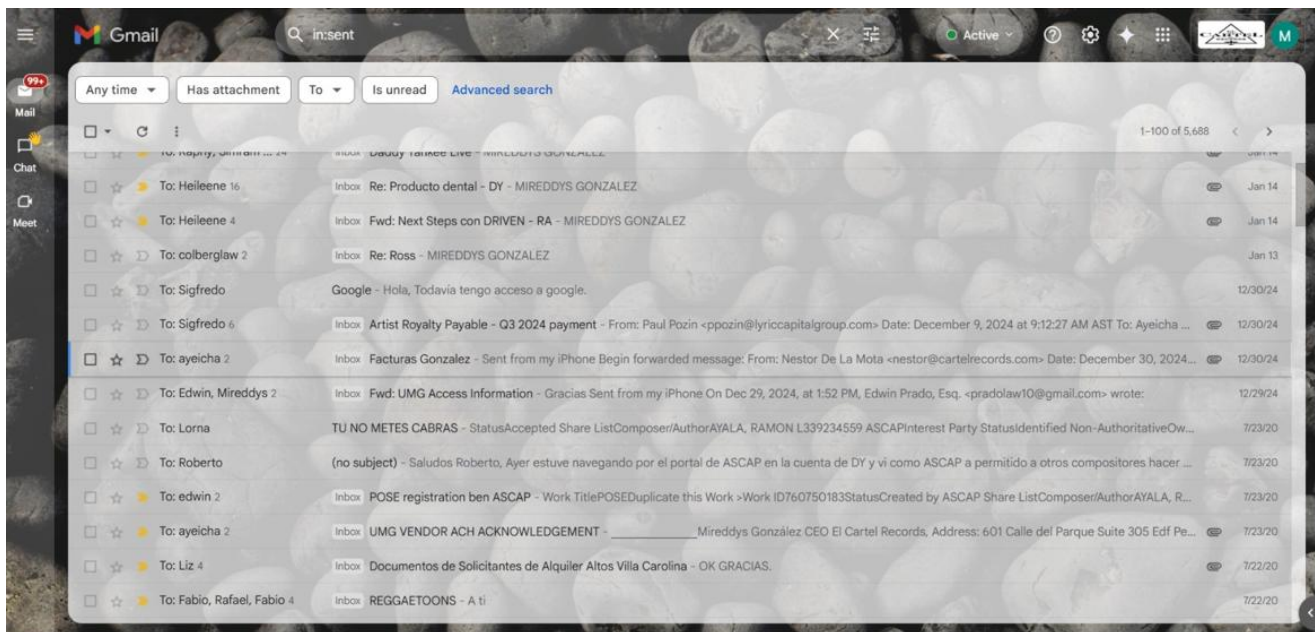 Gmail
in:sent
Active
M
99+
Mail
Chat
Meet
Any time Has attachment To Is unread Advanced search
1-100 of 5,688
Inbox Daddy Yankee Live - MIREDDYS GONZALEZ Jan 14
To: Heileene 16 Inbox Re: Producto dental - DY - MIREDDYS GONZALEZ Jan 14
To: Heileene 4 Inbox Fwd: Next Steps con DRIVEN - RA - MIREDDYS GONZALEZ Jan 14
To: colberglaw 2 Inbox Re: Ross - MIREDDYS GONZALEZ Jan 13
To: Sigfredo Google - Hola, Todavia tengo acceso a google. 12/30/24
To: Sigfredo 6 Inbox Artist Royalty Payable - Q3 2024 payment - From: Paul Pozin <ppozin@lyriccapitalgroup.com> Date: December 9, 2024 at 9:12:27 AM AST To: Ayeicha ... 12/30/24
To: ayeicha 2 Inbox Facturas Gonzalez - Sent from my iPhone Begin forwarded message: From: Nestor De La Mota <nestor@cartelrecords.com> Date: December 30, 2024... 12/30/24
To: Edwin, Mireddys 2 Inbox Fwd: UMG Access Information - Gracias Sent from my iPhone On Dec 29, 2024, at 1:52 PM, Edwin Prado, Esq. <pradolaw10@gmail.com> wrote: 12/29/24
To: Lorna TU NO METES CABRAS - StatusAccepted Share ListComposer/AuthorAYALA, RAMON L339234559 ASCAPInterest Party StatusIdentified Non-AuthoritativeOw... 7/23/20
To: Roberto (no subject) - Saludos Roberto, Ayer estuve navegando por el portal de ASCAP en la cuenta de DY y vi como ASCAP a permitido a otros compositores hacer ... 7/23/20
To: edwin 2 Inbox POSE registration ben ASCAP - Work TitlePOSEDuplicate this Work >Work ID760750183StatusCreated by ASCAP Share ListComposer/AuthorAYALA, R... 7/23/20
To: ayeicha 2 Inbox UMG VENDOR ACH ACKNOWLEDGEMENT - ____________Mireddys González CEO El Cartel Records, Address: 601 Calle del Parque Suite 305 Edf Pe... 7/23/20
To: Liz 4 Inbox Documentos de Solicitantes de Alquiler Altos Villa Carolina - OK GRACIAS. 7/22/20
To: Fabio, Rafael, Fabio 4 Inbox REGGAETOONS - A ti 7/22/20